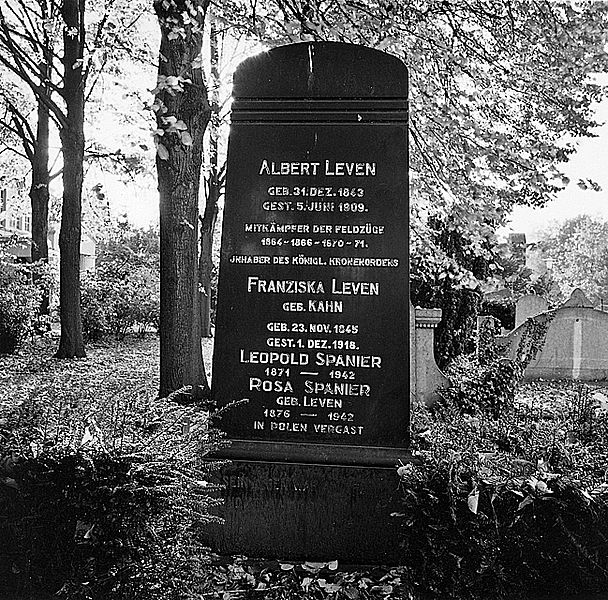 ALBERT LEVEN
GEB. 31. DEZ. 1843
GEST. 5. JUNI 1909.
MITKÄMPFER DER FELDZÜGE
1864-1866-1870-71.
JNHABER DES KÖNIGL. KRONENORDENS
FRANZISKA LEVEN
GEB. KAHN
GEB. 23. NOV. 1845
GEST. 1. DEZ. 1918.
LEOPOLD SPANIER
1871 — 1942
ROSA SPANIER
GEB. LEVEN
1876 — 1942
IN POLEN VERGAST